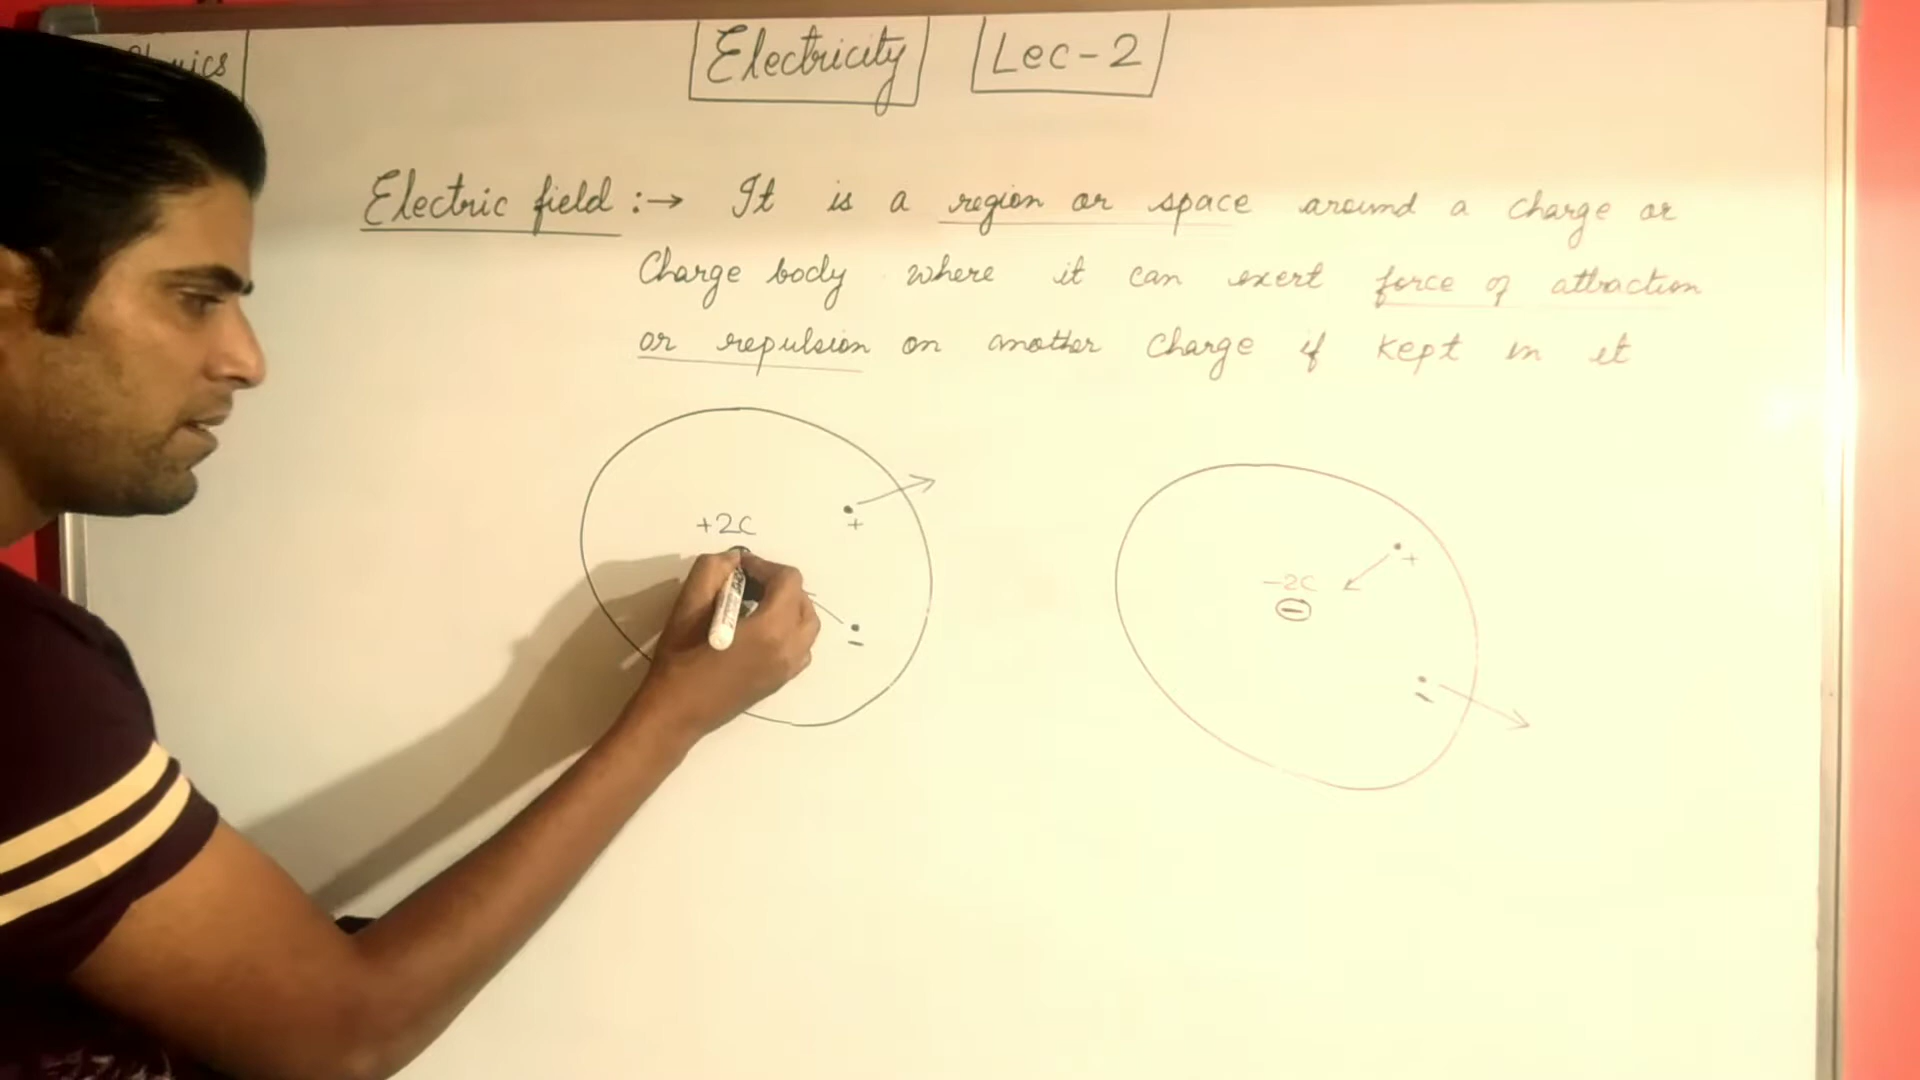 Electricity Lec-2
Electric field :→ It is a region or space around a charge or
Charge body where it can exert force of attraction
or repulsion on another charge if kept in it
+2C
+
-
-2C
-
+
-